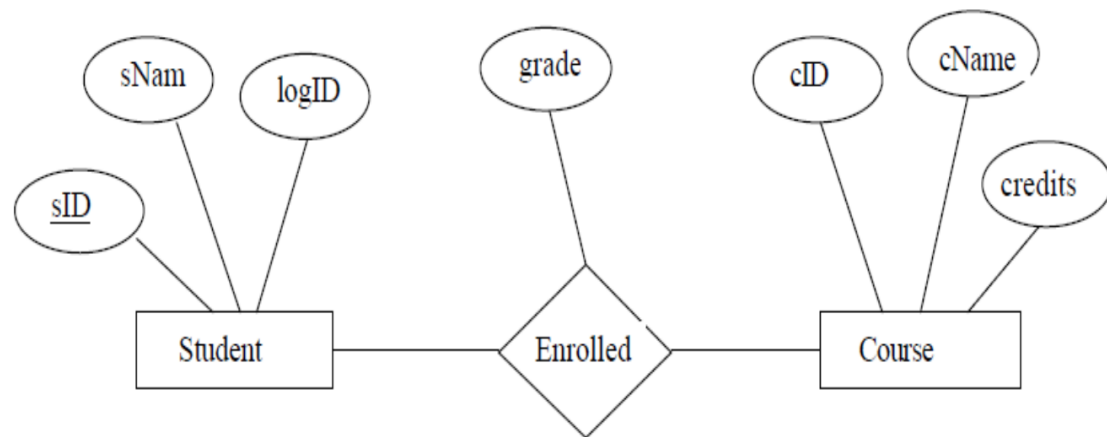 sNam
logID
grade
cID
cName
sID
credits
Student
Enrolled
Course